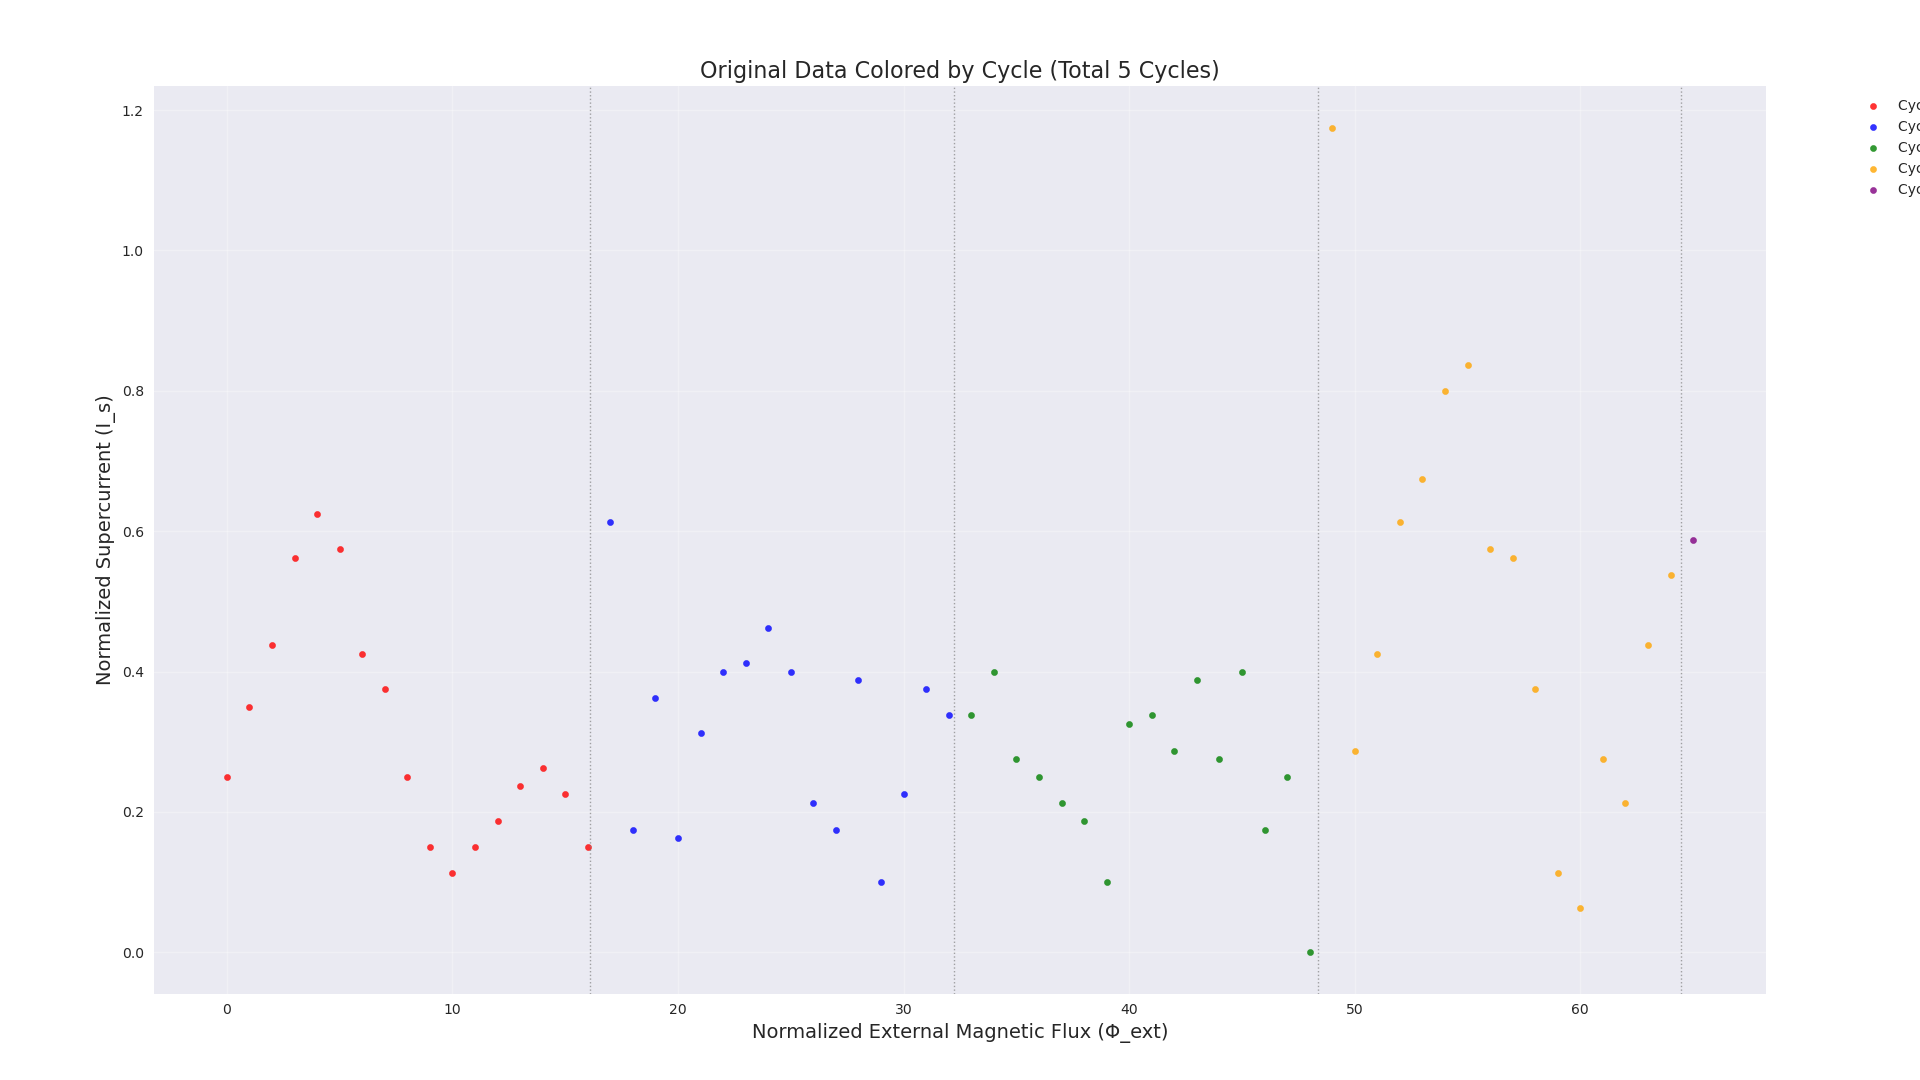 Original Data Colored by Cycle (Total 5 Cycles)
1.2
1.0
0.8
0.6
0.4
0.2
0.0
Normalized Supercurrent (I_s)
0 10 20 30 40 50 60
Normalized External Magnetic Flux (Φ_ext)
Cyc
Cyc
Cyc
Cyc
Cyc